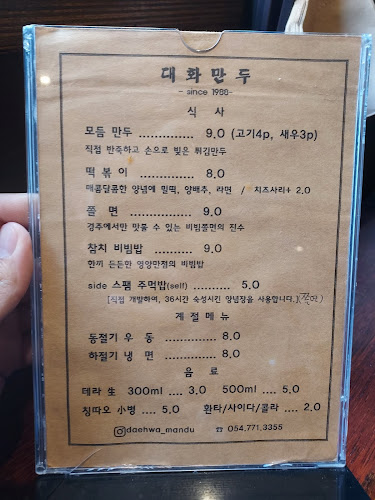 대화만두
- since 1988-
식 사
모듬 만두 .............. 9.0 (고기4p, 새우3p)
직접 반죽하고 손으로 빚은 튀김만두
떡볶이 .............. 8.0
매콤달콤한 양념에 밀떡, 양배추, 라면 / 치즈사리+ 2.0
쫄 면 .............. 9.0
경주에서만 맛볼 수 있는 비빔쫄면의 진수
참치 비빔밥 .......... 9.0
한끼 든든한 영양만점의 비빔밥
side 스팸 주먹밥(self) .......... 5.0
[직접 개발하여, 36시간 숙성시킨 양념장을 사용합니다.](쫄면)
계절메뉴
동절기 우 동 .............. 8.0
하절기 냉 면 .............. 8.0
음 료
테라 生 300ml .... 3.0 500ml .... 5.0
칭따오 小병 .... 5.0 환타/사이다/콜라 .... 2.0
daehwa_mandu ☎ 054.771.3355